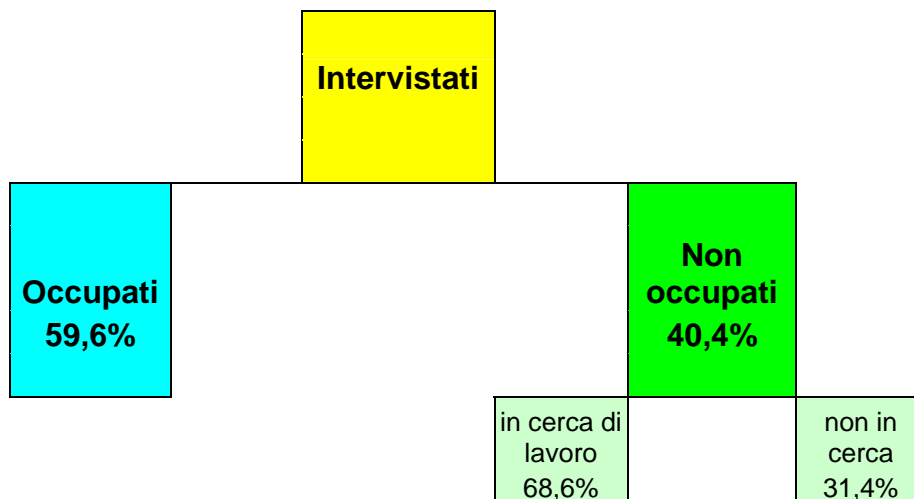 Intervistati
Occupati
59,6%
Non
occupati
40,4%
in cerca di
lavoro
68,6%
non in
cerca
31,4%